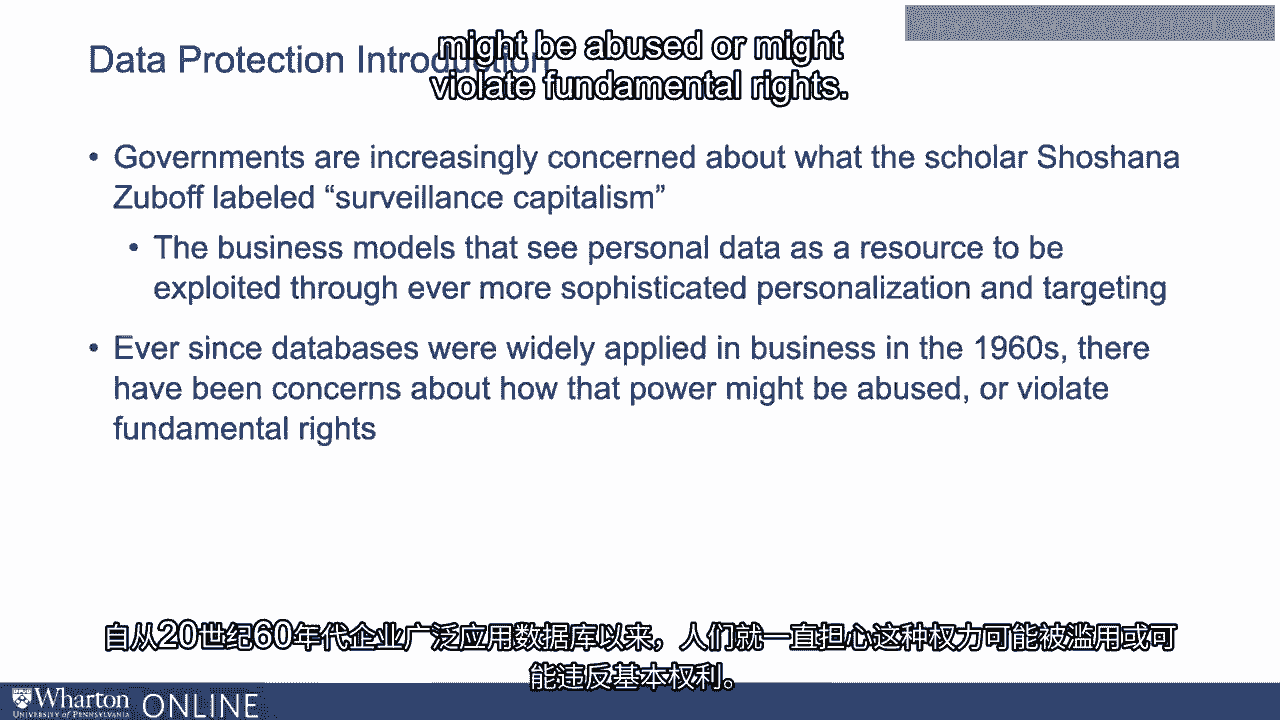 might be abused or might
Data Protection Introduction
violate fundamental rights.
• Governments are increasingly concerned about what the scholar Shoshana
Zuboff labeled “surveillance capitalism”
• The business models that see personal data as a resource to be
exploited through ever more sophisticated personalization and targeting
• Ever since databases were widely applied in business in the 1960s, there
have been concerns about how that power might be abused, or violate
fundamental rights
自从20世纪60年代企业广泛应用数据库以来，人们就一直担心这种权力可能被滥用或可
能违反基本权利。
Wharton ONLINE
UNIVERSITY of PENNSYLVANIA